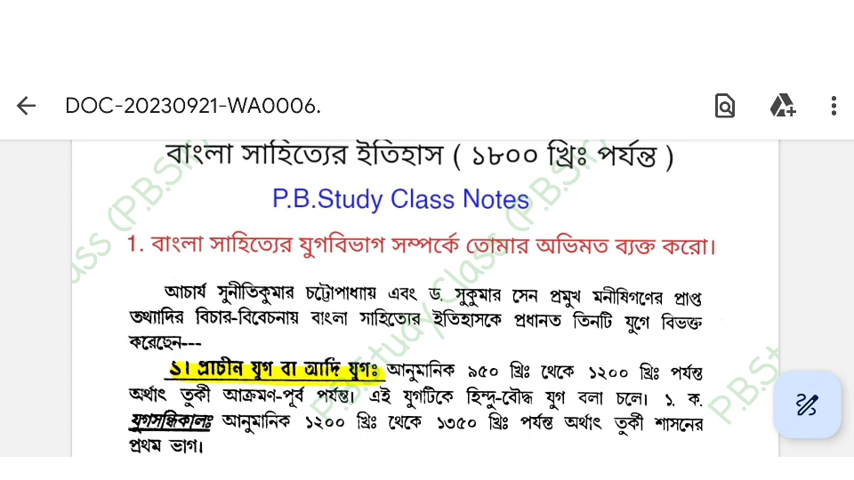 DOC-20230921-WA0006.
বাংলা সাহিত্যের ইতিহাস ( ১৮০০ খ্রিঃ পর্যন্ত )
P.B.Study Class Notes
1. বাংলা সাহিত্যের যুগবিভাগ সম্পর্কে তোমার অভিমত ব্যক্ত করো।
আচার্য সুনীতিকুমার চট্টোপাধ্যায় এবং ড. সুকুমার সেন প্রমুখ মনীষিগণের প্রাপ্ত
তথ্যাদির বিচার-বিবেচনায় বাংলা সাহিত্যের ইতিহাসকে প্রধানত তিনটি যুগে বিভক্ত
করেছেন---
১। প্রাচীন যুগ বা আদি যুগঃ আনুমানিক ৯৫০ খ্রিঃ থেকে ১২০০ খ্রিঃ পর্যন্ত
অর্থাৎ তুর্কী আক্রমণ-পূর্ব পর্যন্ত। এই যুগটিকে হিন্দু-বৌদ্ধ যুগ বলা চলে। ১. ক.
যুগসন্ধিকালঃ আনুমানিক ১২০০ খ্রিঃ থেকে ১৩৫০ খ্রিঃ পর্যন্ত অর্থাৎ তুর্কী শাসনের
প্রথম ভাগ।